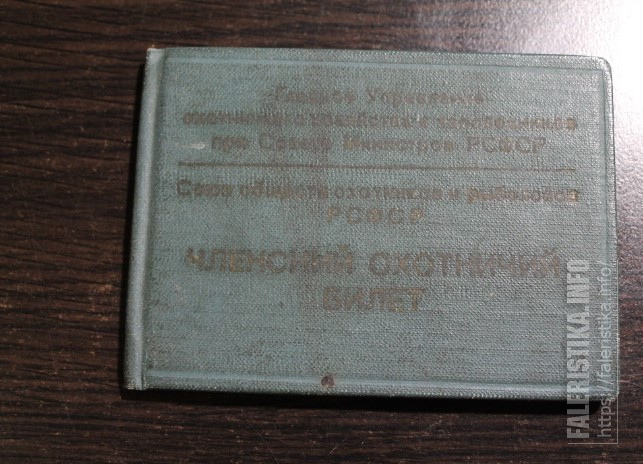 Главное Управление
охотничьего хозяйства и заповедников
при Совете Министров РСФСР
Союз обществ охотников и рыболовов
РСФСР
ЧЛЕНСКИЙ ОХОТНИЧИЙ
БИЛЕТ
FALERISTIKA.INFO
https://faleristika.info/